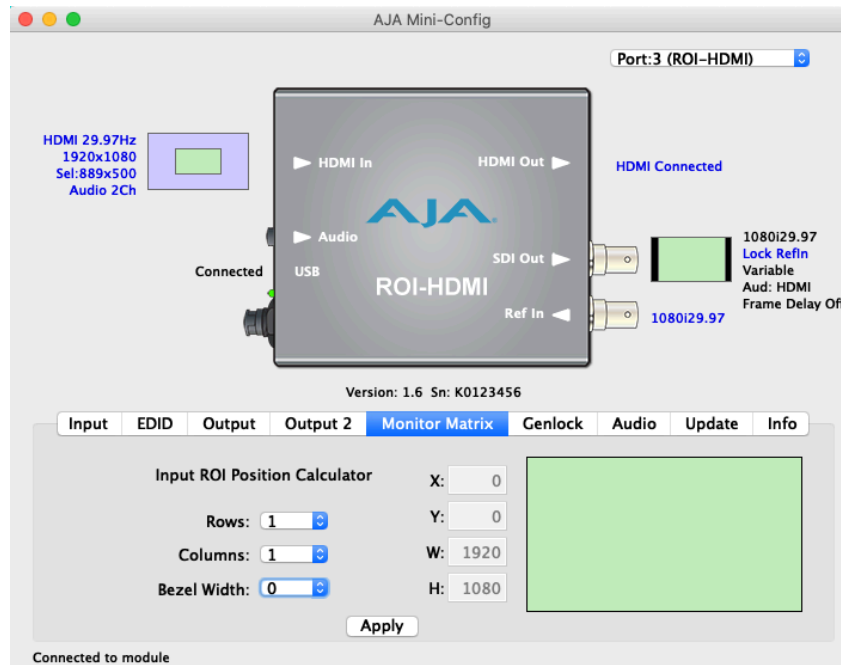 AJA Mini-Config
Port:3 (ROI-HDMI)
HDMI 29.97Hz
1920x1080
Sel:889x500
Audio 2Ch
HDMI In
HDMI Out
HDMI Connected
AJA
Audio
Connected
USB
SDI Out
ROI-HDMI
Ref In
1080i29.97
Lock RefIn
Variable
Aud: HDMI
Frame Delay Off
1080i29.97
Version: 1.6 Sn: K0123456
Input EDID Output Output 2 Monitor Matrix Genlock Audio Update Info
Input ROI Position Calculator
Rows: 1
Columns: 1
Bezel Width: 0
X: 0
Y: 0
W: 1920
H: 1080
Apply
Connected to module